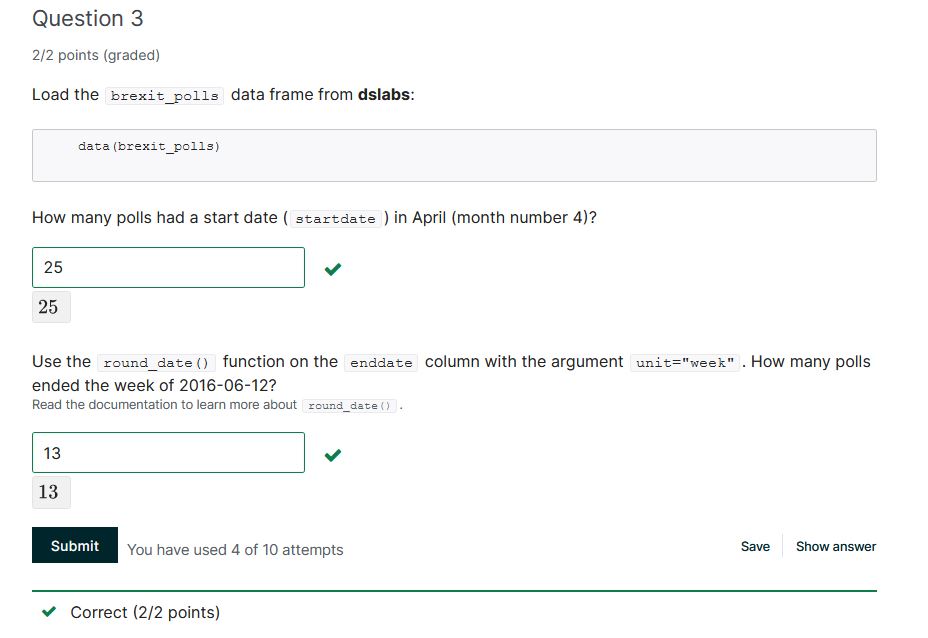 Question 3
2/2 points (graded)
Load the brexit_polls data frame from dslabs:
data(brexit_polls)
How many polls had a start date ( startdate ) in April (month number 4)?
25
25
Use the round_date() function on the enddate column with the argument unit="week" . How many polls
ended the week of 2016-06-12?
Read the documentation to learn more about round_date() .
13
13
Submit You have used 4 of 10 attempts Save Show answer
Correct (2/2 points)